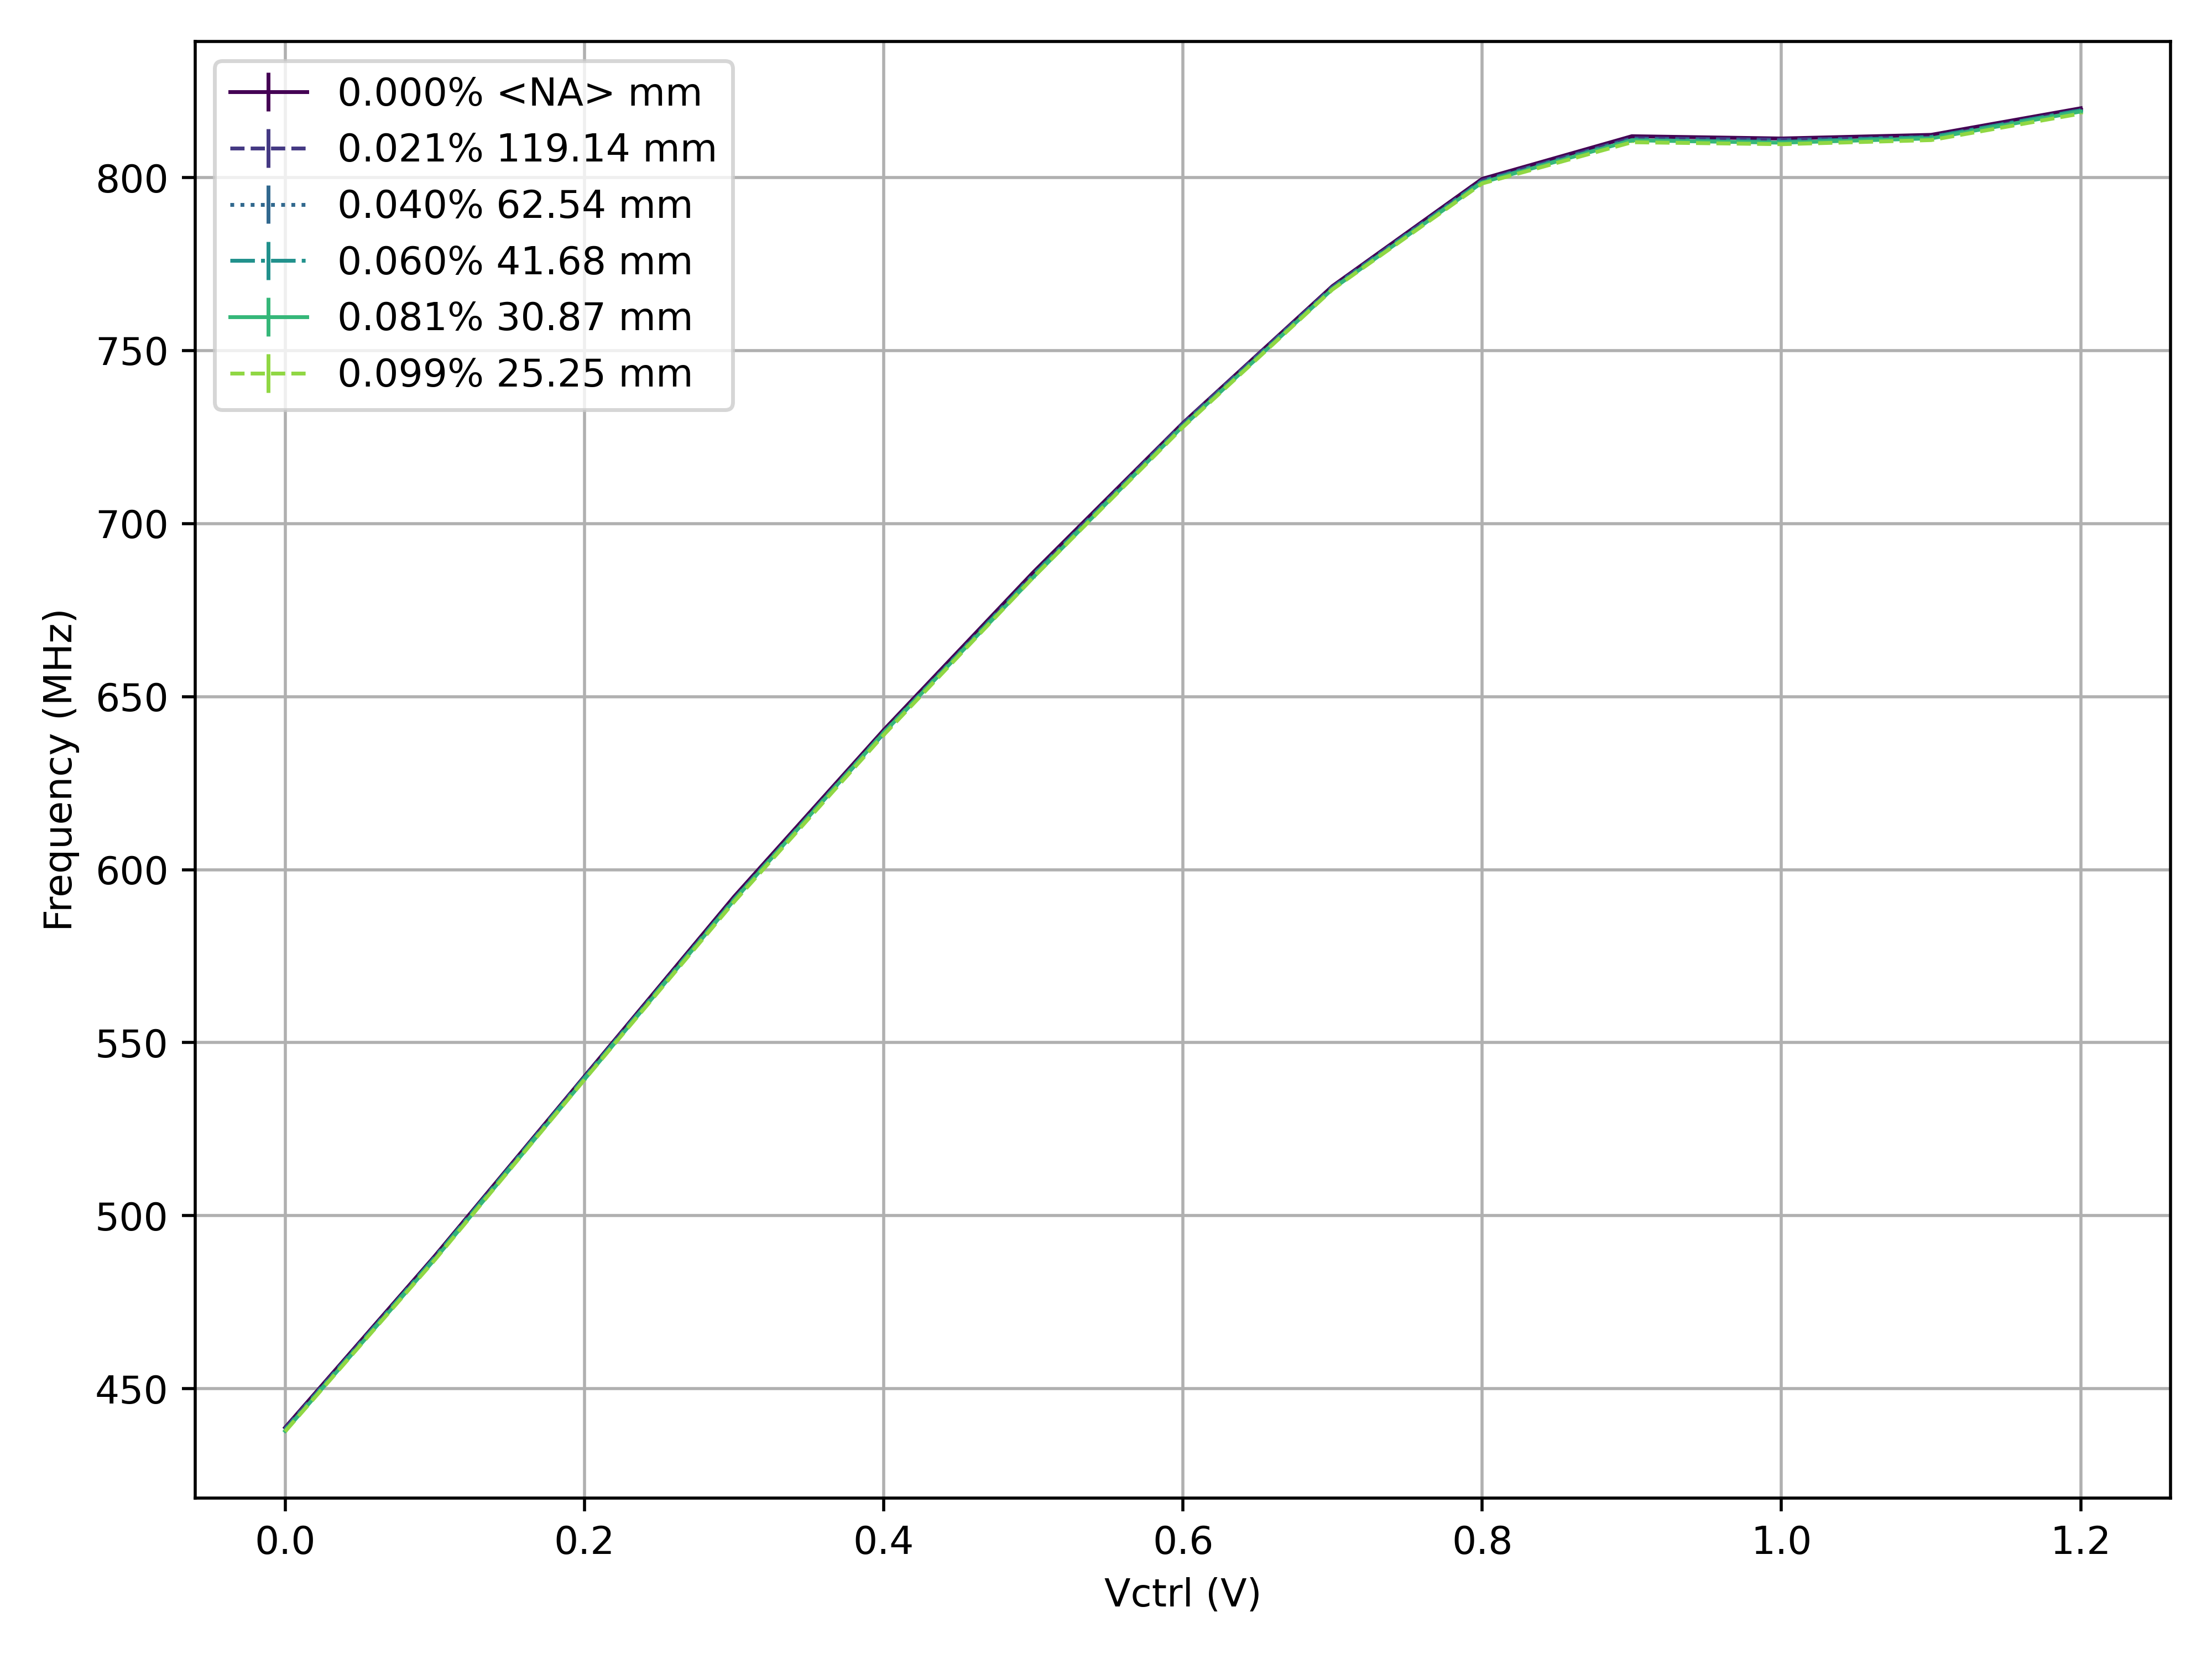 0.000% <NA> mm
0.021% 119.14 mm
0.040% 62.54 mm
0.060% 41.68 mm
0.081% 30.87 mm
0.099% 25.25 mm
800
750
700
650
600
550
500
450
Frequency (MHz)
0.0 0.2 0.4 0.6 0.8 1.0 1.2
Vctrl (V)